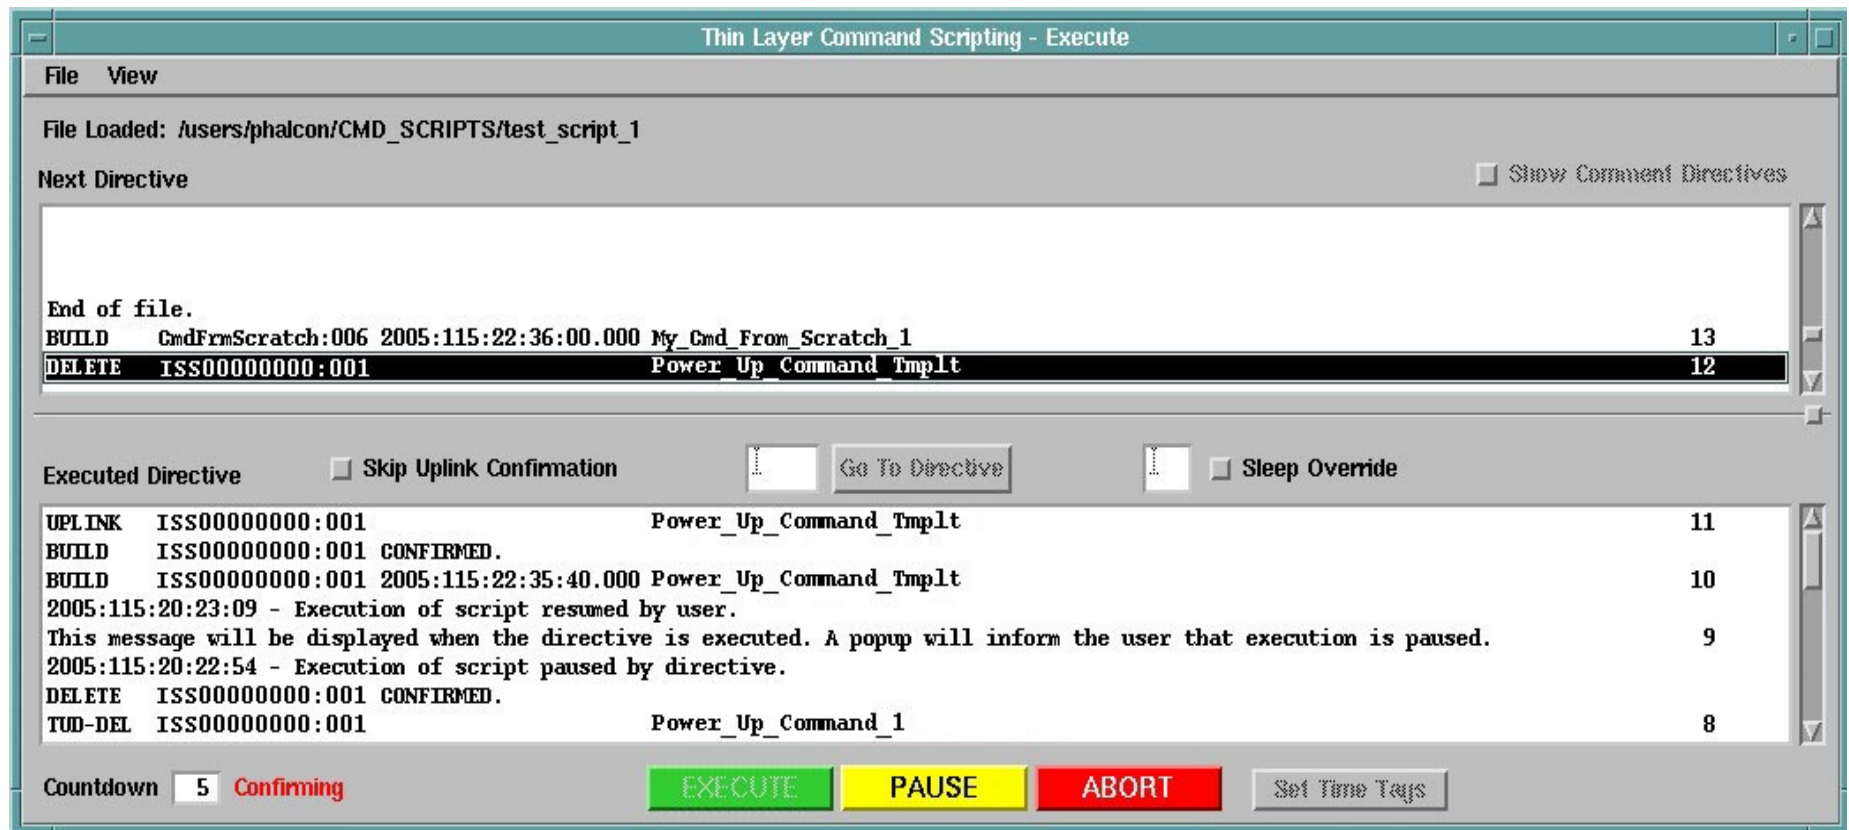 Thin Layer Command Scripting - Execute
File View
File Loaded: /users/phalcon/CMD_SCRIPTS/test_script_1
Next Directive
Show Comment Directives
End of file.
BUILD CmdFrmScratch:006 2005:115:22:36:00.000 My_Cmd_From_Scratch_1 13
DELETE ISS00000000:001 Power_Up_Command_Tmplt 12
Executed Directive Skip Uplink Confirmation Go To Directive Sleep Override
UPLINK ISS00000000:001 Power_Up_Command_Tmplt 11
BUILD ISS00000000:001 CONFIRMED.
BUILD ISS00000000:001 2005:115:22:35:40.000 Power_Up_Command_Tmplt 10
2005:115:20:23:09 - Execution of script resumed by user.
This message will be displayed when the directive is executed. A popup will inform the user that execution is paused. 9
2005:115:20:22:54 - Execution of script paused by directive.
DELETE ISS00000000:001 CONFIRMED.
TUD-DEL ISS00000000:001 Power_Up_Command_1 8
Countdown 5 Confirming EXECUTE PAUSE ABORT Set Time Tags